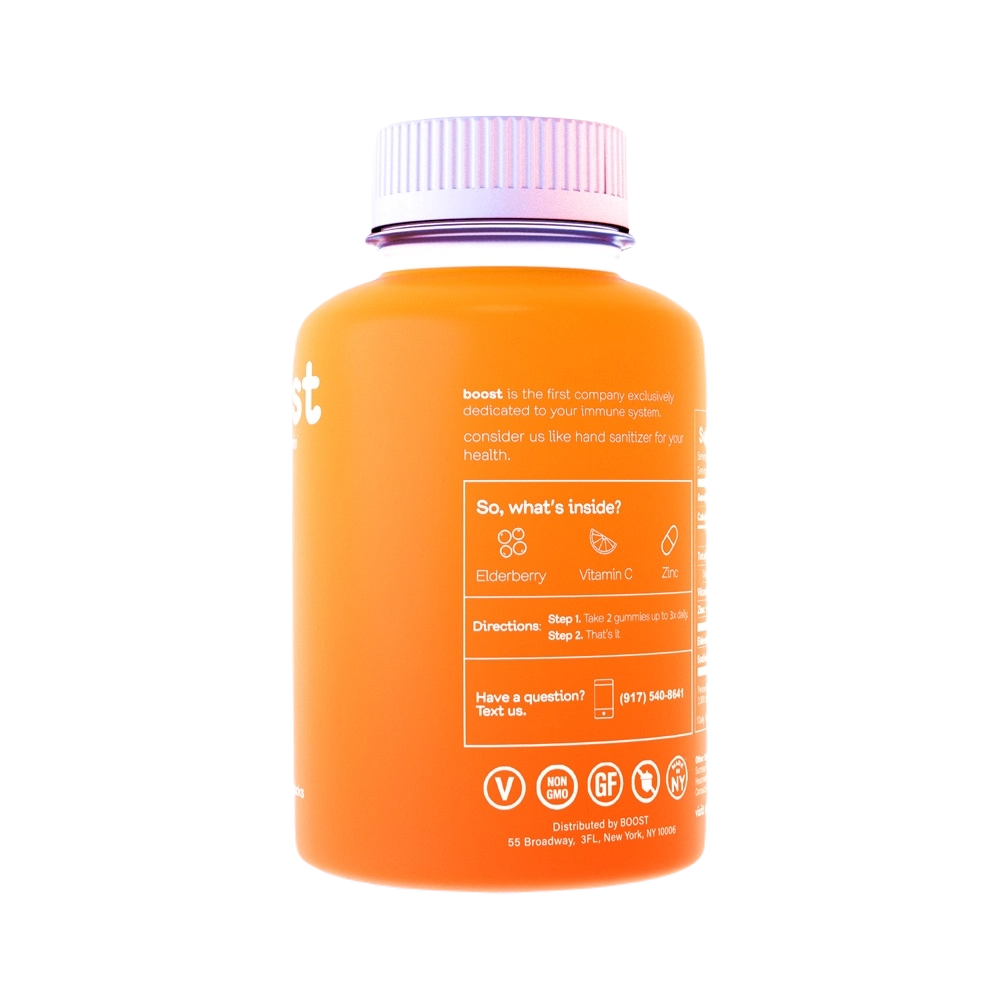 st
boost is the first company exclusively
dedicated to your immune system.
consider us like hand sanitizer for your
health.
So, what's inside?
Elderberry Vitamin C Zinc
Directions: Step 1. Take 2 gummies up to 3x daily.
Step 2. That's it.
Have a question?
Text us.
(917) 540-8641
V NON GMO GF MADE IN NY
Distributed by BOOST
55 Broadway, 3FL, New York, NY 10006